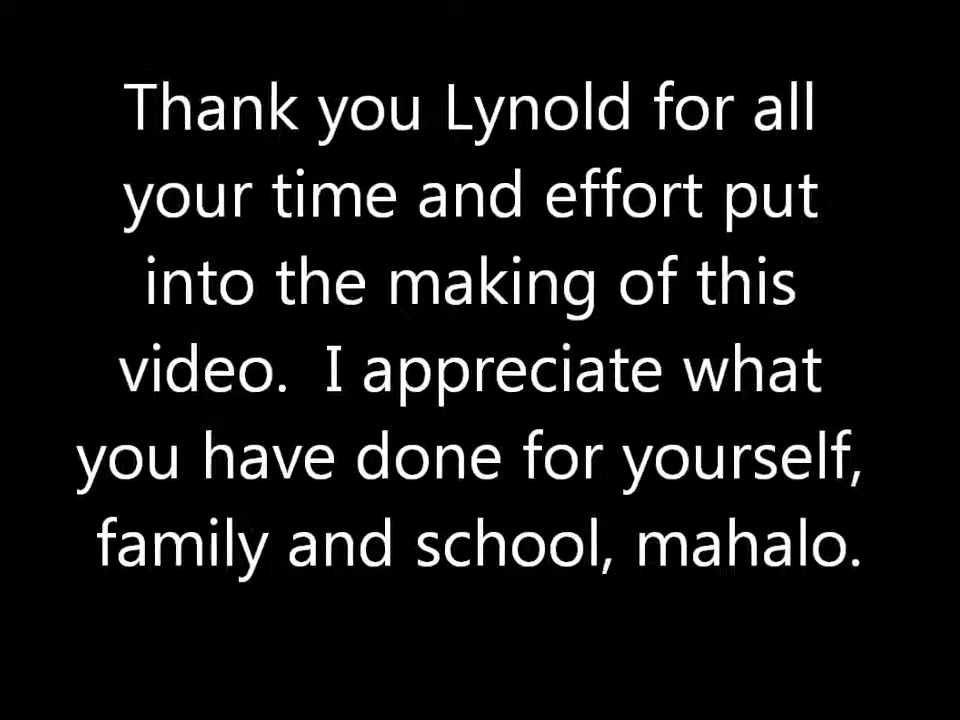 Thank you Lynold for all
your time and effort put
into the making of this
video.  I appreciate what
you have done for yourself,
family and school, mahalo.